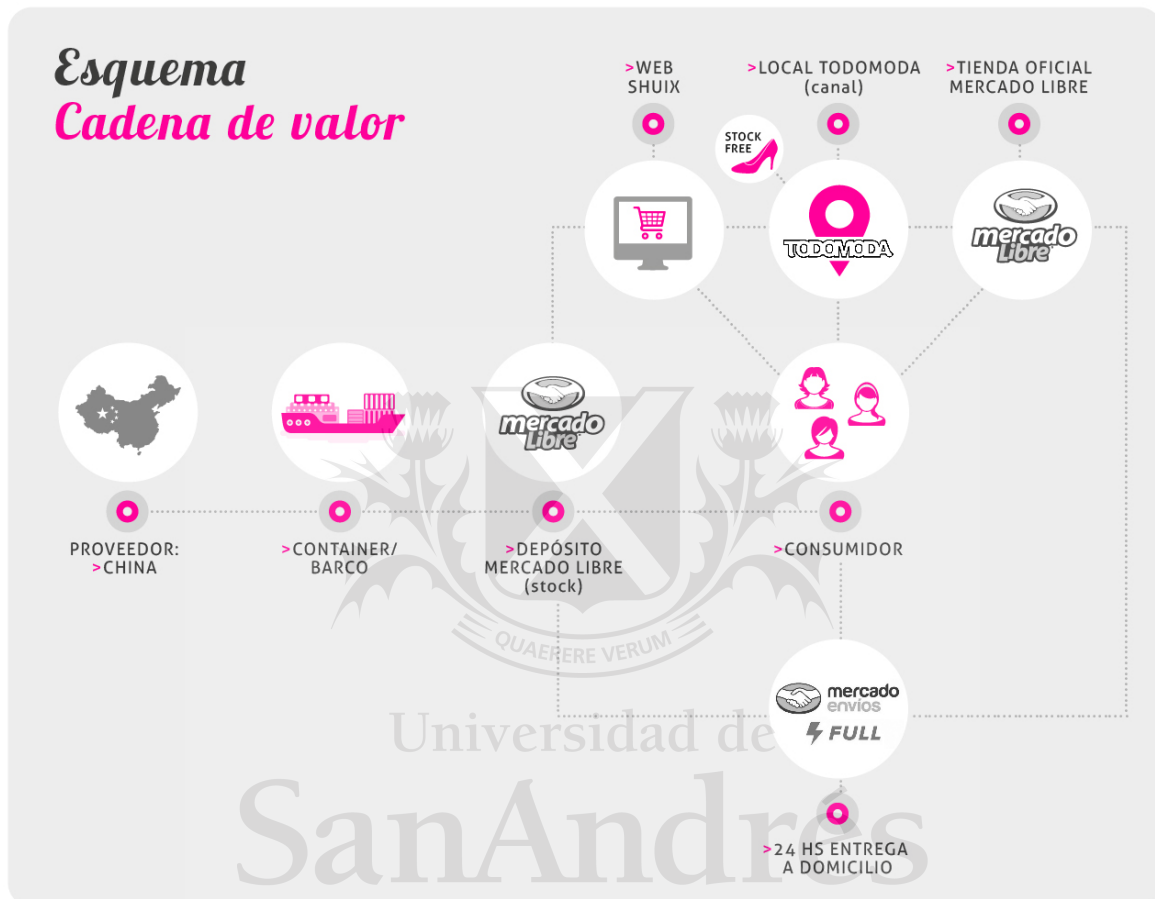 Esquema
Cadena de valor
>WEB
SHUIX
>LOCAL TODOMODA
(canal)
>TIENDA OFICIAL
MERCADO LIBRE
STOCK
FREE
TODOMODA
mercado
Libre
mercado
Libre
PROVEEDOR:
>CHINA
>CONTAINER/
BARCO
>DEPÓSITO
MERCADO LIBRE
(stock)
>CONSUMIDOR
QUAERERE VERUM
mercado
envíos
FULL
Universidad de
SanAndrés
>24 HS ENTREGA
A DOMICILIO